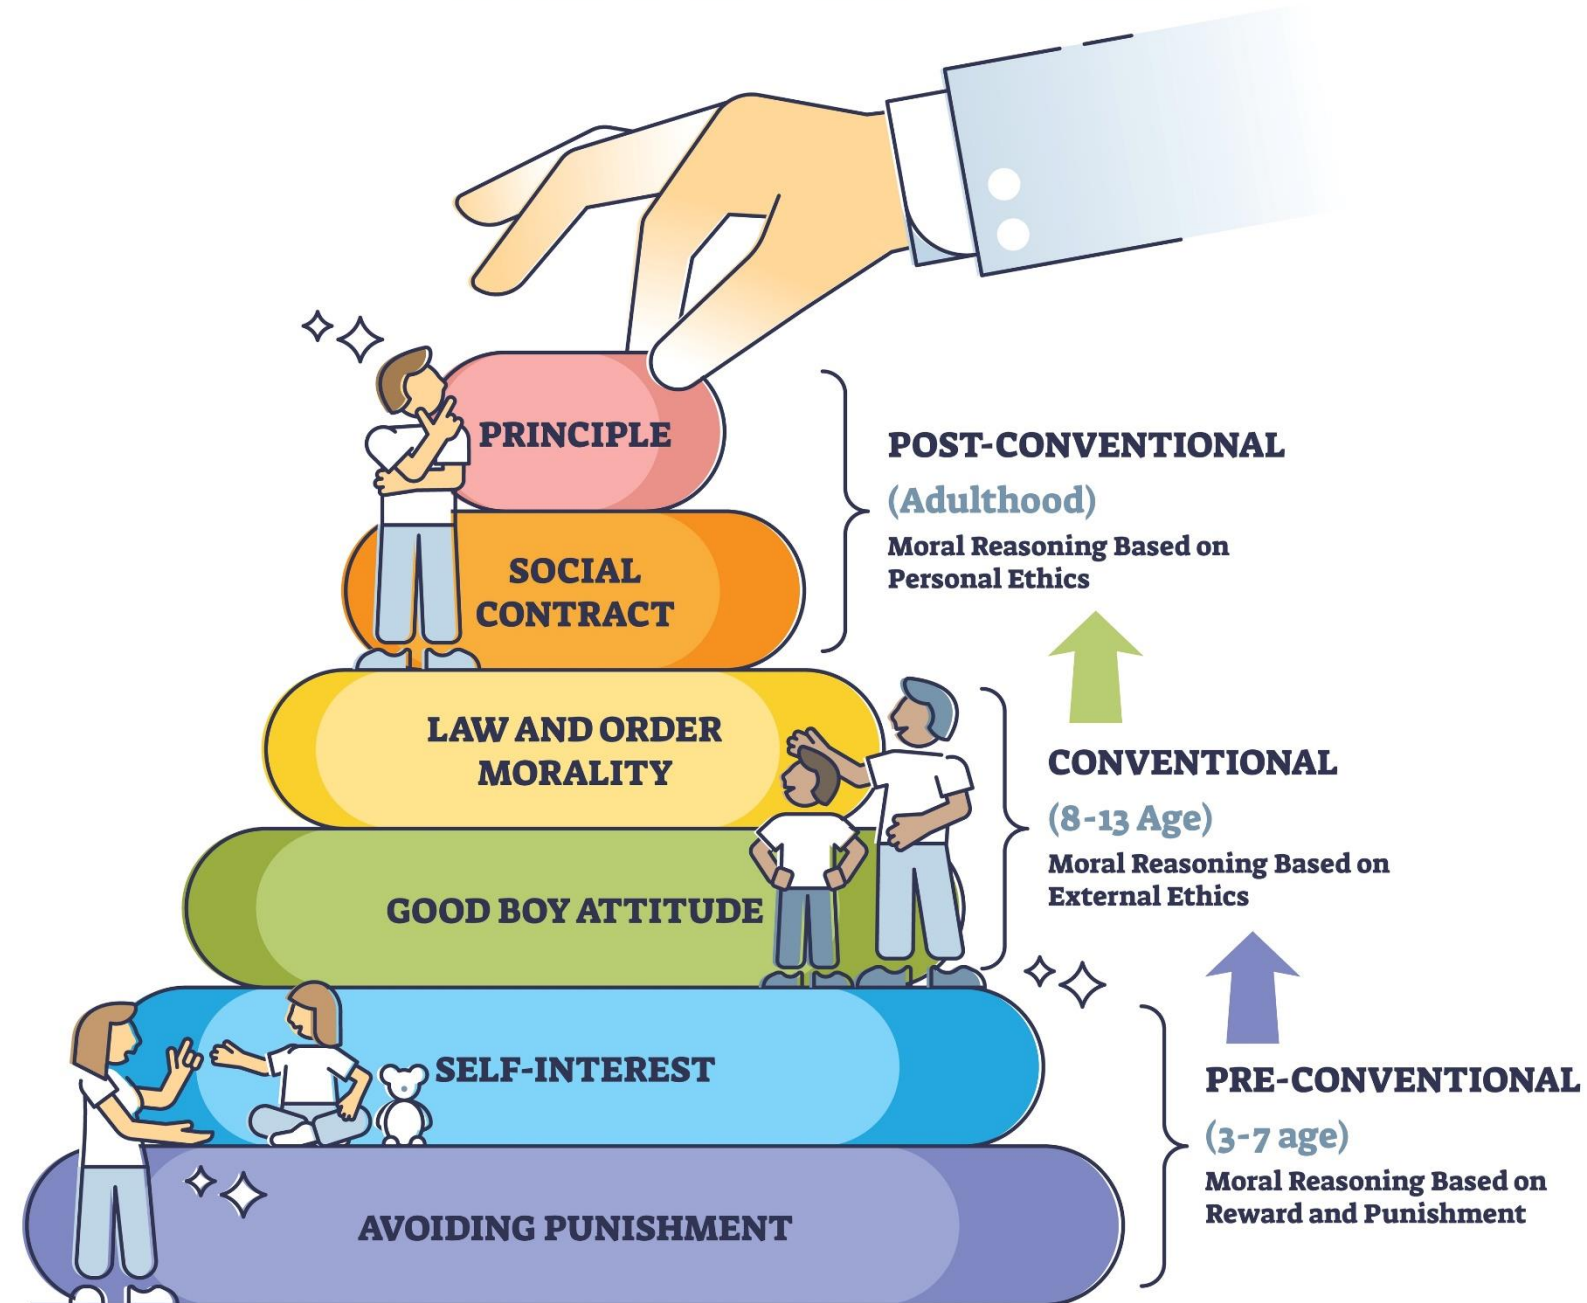 PRINCIPLE
SOCIAL
CONTRACT
LAW AND ORDER
MORALITY
GOOD BOY ATTITUDE
SELF-INTEREST
AVOIDING PUNISHMENT
POST-CONVENTIONAL
(Adulthood)
Moral Reasoning Based on
Personal Ethics
CONVENTIONAL
(8-13 Age)
Moral Reasoning Based on
External Ethics
PRE-CONVENTIONAL
(3-7 age)
Moral Reasoning Based on
Reward and Punishment